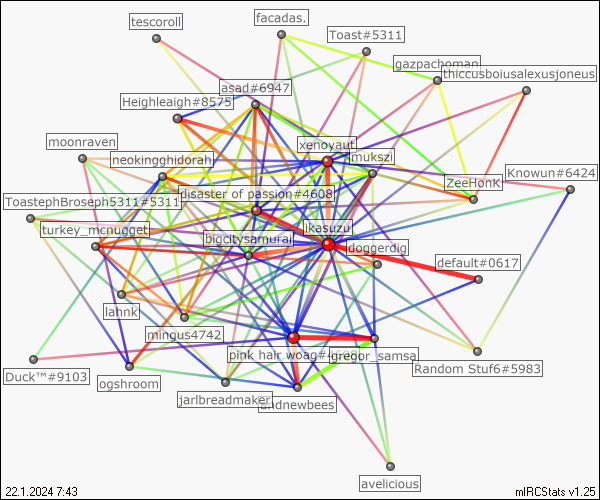 tescoroll
facadas.
Toast#5311
gazpachoman
thiccusboiusalexusjoneus
asad#6947
Heighleaigh#8575
xenoyaut
mukszi
moonraven
neokingghidorah
Knowun#6424
ZeeHonK
disaster of passion#4608
ToastephBroseph5311#5311
turkey_mcnugget
ikasuzu
bigcitysamurai
doggerdig
default#0617
lahnk
mingus4742
pink hair woag#
gregor_samsa
Random Stuf6#5983
Duck™#9103
ogshroom
jarlbreadmaker
andnewbees
avelicious
22.1.2024 7:43
mIRCStats v1.25